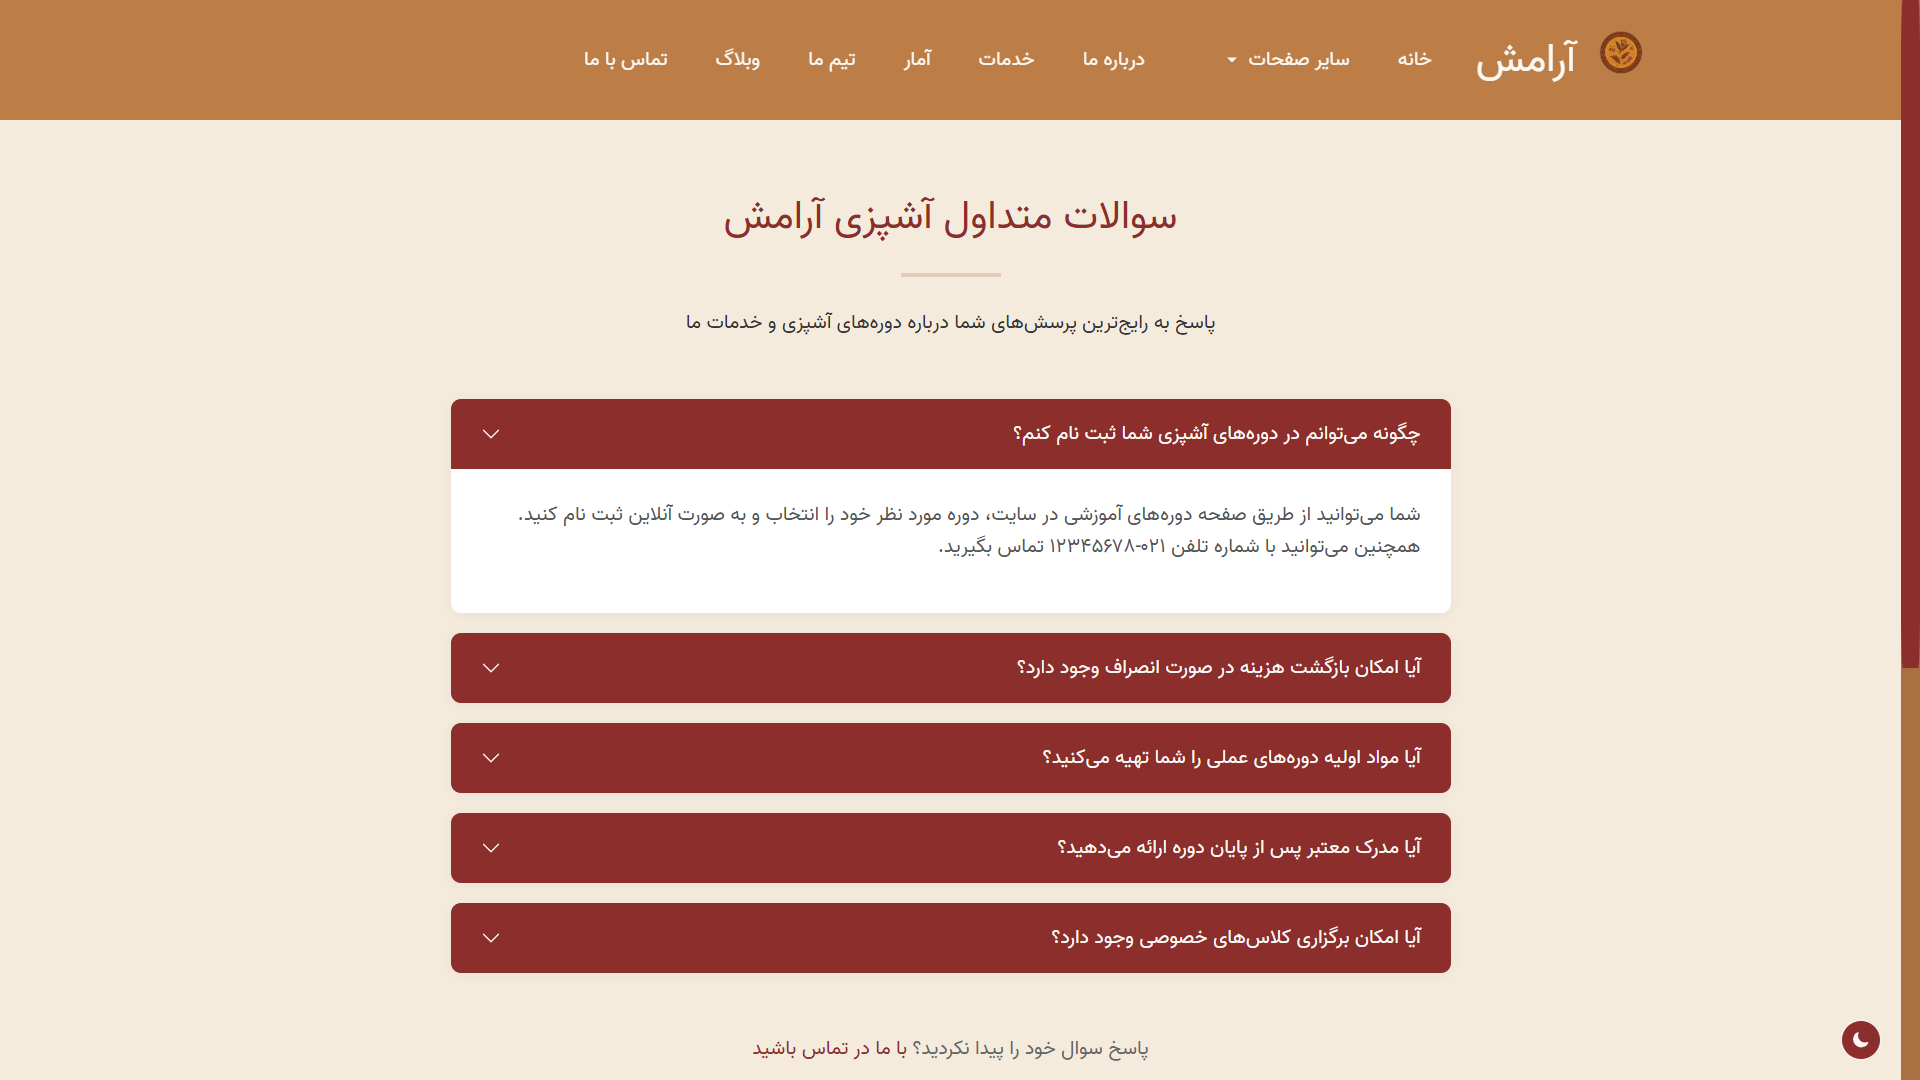 آرامش
خانه
سایر صفحات
درباره ما
خدمات
آمار
تیم ما
وبلاگ
تماس با ما
سوالات متداول آشپزی آرامش
پاسخ به رایج‌ترین پرسش‌های شما درباره دوره‌های آشپزی و خدمات ما
چگونه می‌توانم در دوره‌های آشپزی شما ثبت نام کنم؟
شما می‌توانید از طریق صفحه دوره‌های آموزشی در سایت، دوره مورد نظر خود را انتخاب و به صورت آنلاین ثبت نام کنید.
همچنین می‌توانید با شماره تلفن ۰۲۱-۱۲۳۴۵۶۷۸ تماس بگیرید.
آیا امکان بازگشت هزینه در صورت انصراف وجود دارد؟
آیا مواد اولیه دوره‌های عملی را شما تهیه می‌کنید؟
آیا مدرک معتبر پس از پایان دوره ارائه می‌دهید؟
آیا امکان برگزاری کلاس‌های خصوصی وجود دارد؟
پاسخ سوال خود را پیدا نکردید؟ با ما در تماس باشید